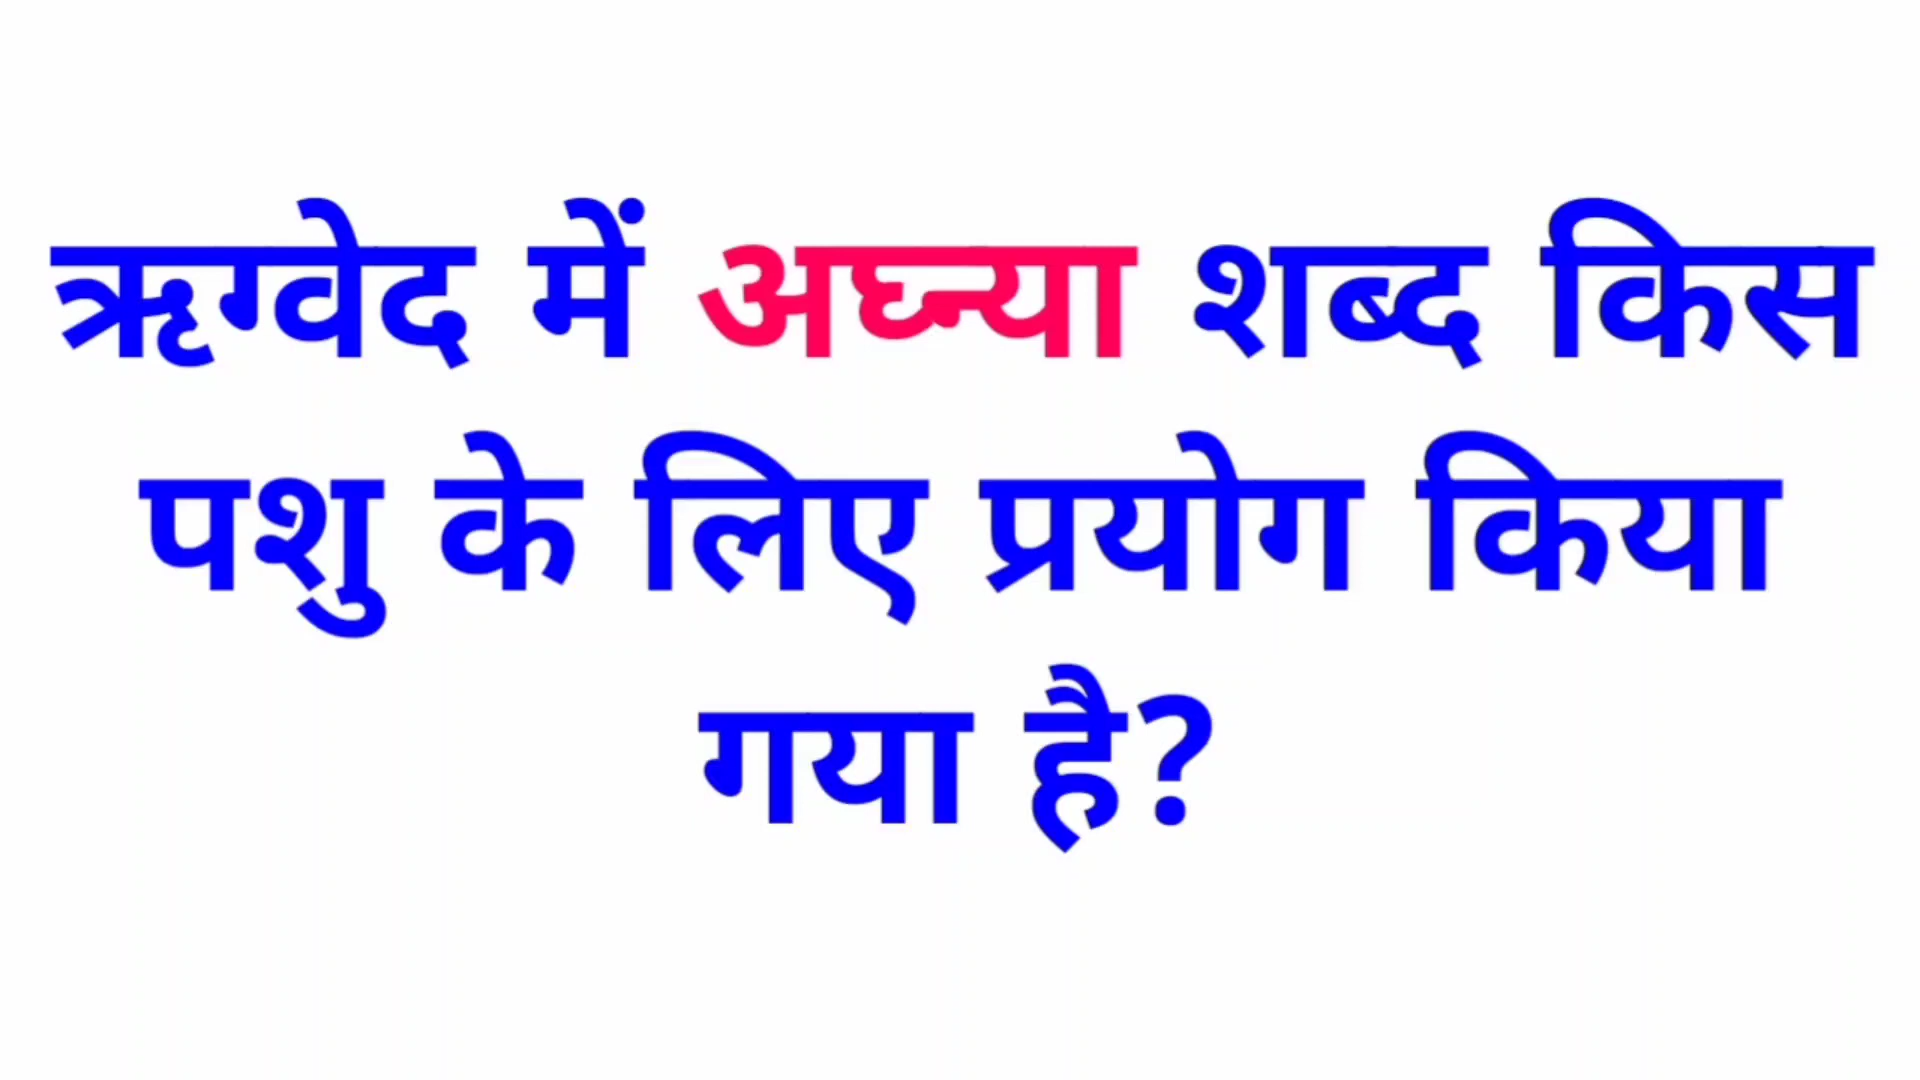 ऋग्वेद में अघ्न्या शब्द किस
पशु के लिए प्रयोग किया
गया है?